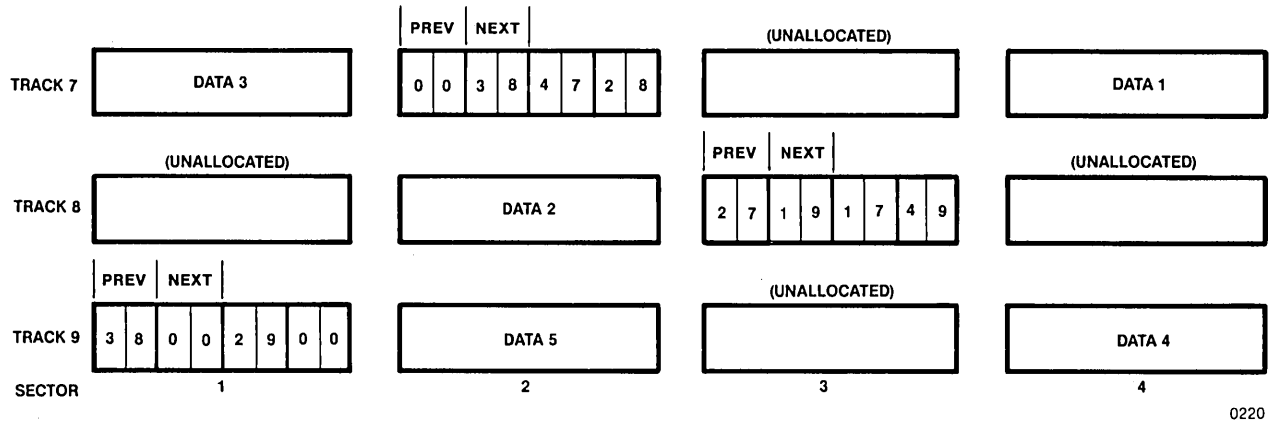 PREV NEXT
(UNALLOCATED)
TRACK 7 DATA 3 0 0 3 8 4 7 2 8 DATA 1
(UNALLOCATED) PREV NEXT (UNALLOCATED)
TRACK 8 DATA 2 2 7 1 9 1 7 4 9
PREV NEXT (UNALLOCATED)
TRACK 9 3 8 0 0 2 9 0 0 DATA 5 DATA 4
SECTOR 1 2 3 4
0220